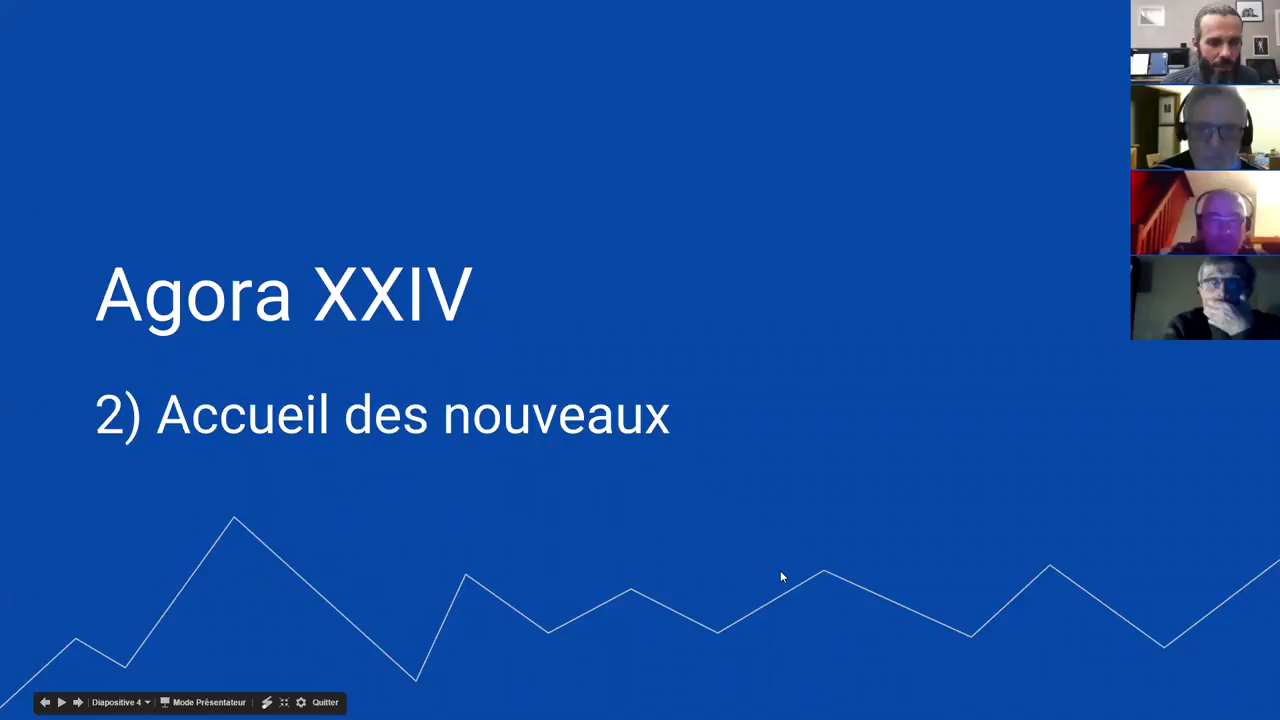 Agora XXIV
2) Accueil des nouveaux
Diapositive 4 Mode Présentateur Quitter